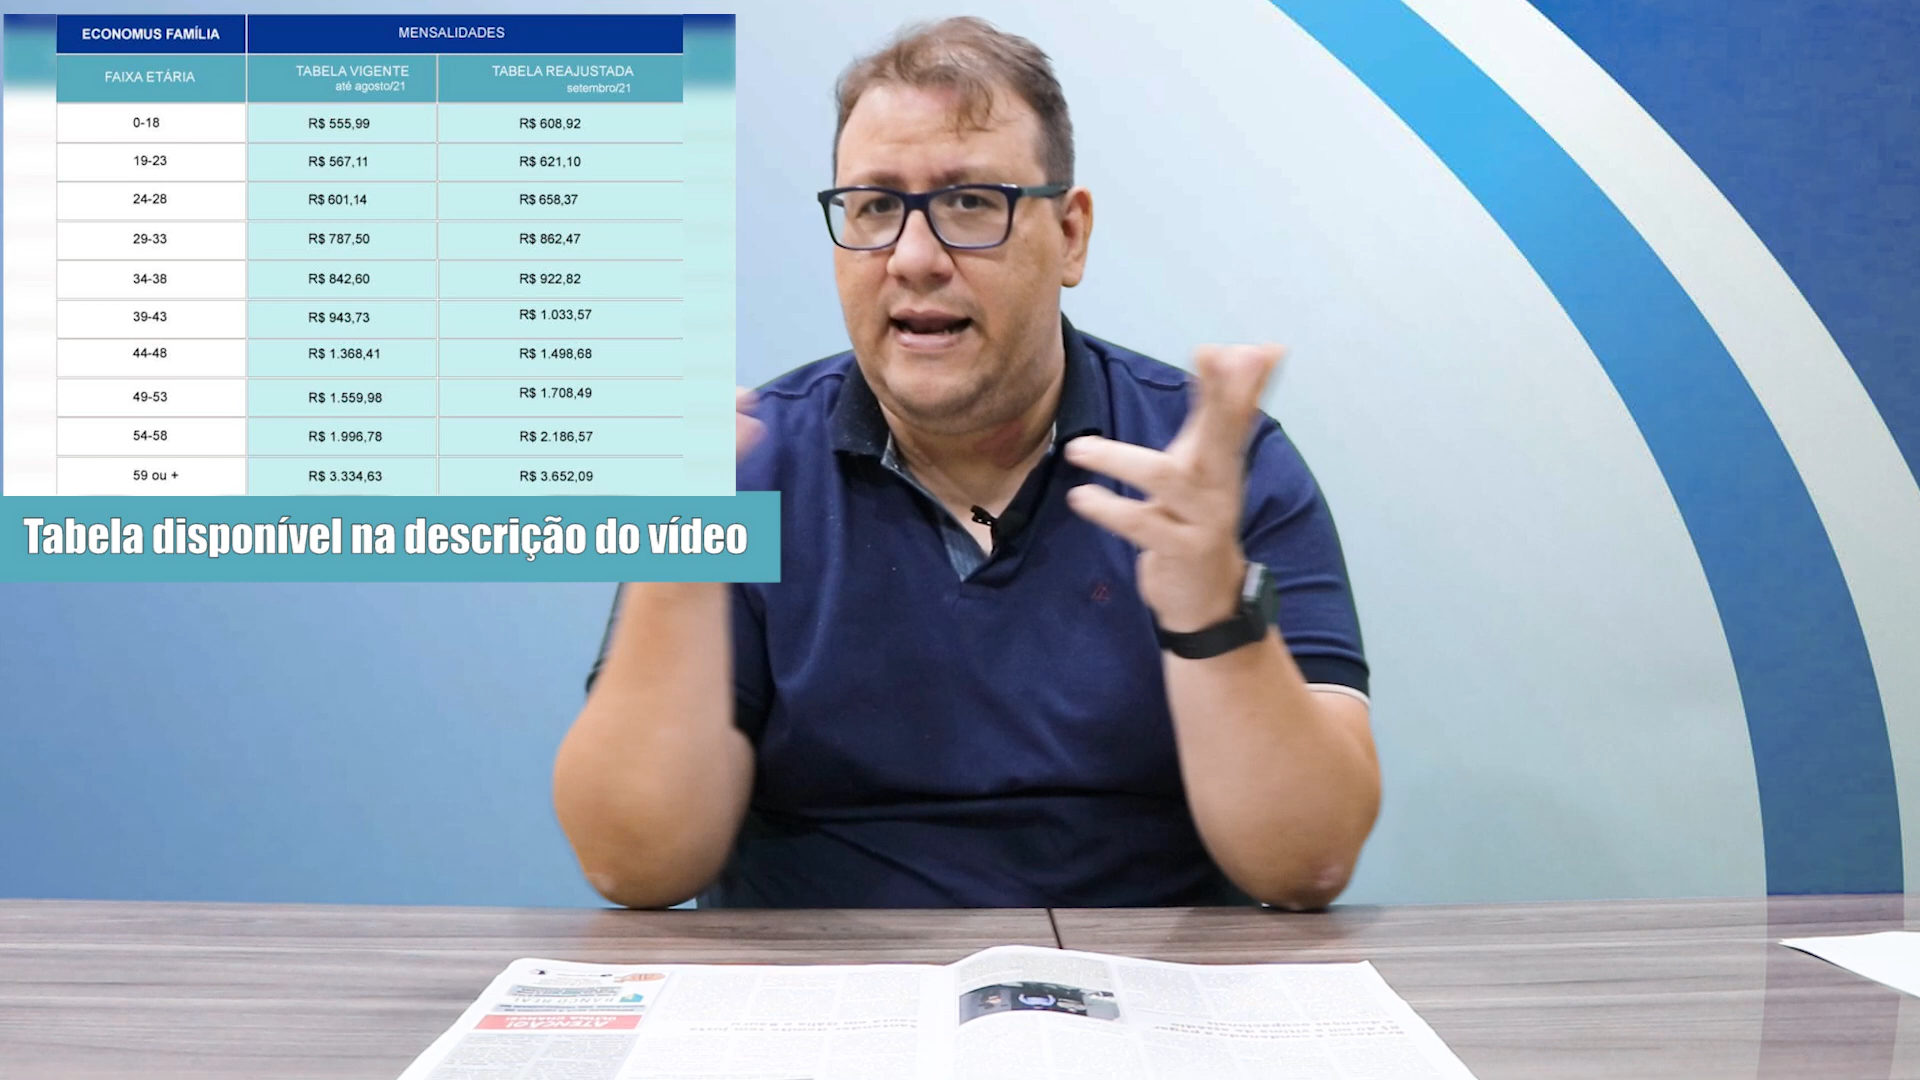 ECONOMUS FAMÍLIA MENSALIDADES
FAIXA ETÁRIA TABELA VIGENTE até agosto/21 TABELA REAJUSTADA setembro/21
0-18 R$ 555,99 R$ 608,92
19-23 R$ 567,11 R$ 621,10
24-28 R$ 601,14 R$ 658,37
29-33 R$ 787,50 R$ 862,47
34-38 R$ 842,60 R$ 922,82
39-43 R$ 943,73 R$ 1.033,57
44-48 R$ 1.368,41 R$ 1.498,68
49-53 R$ 1.559,98 R$ 1.708,49
54-58 R$ 1.996,78 R$ 2.186,57
59 ou + R$ 3.334,63 R$ 3.652,09
Tabela disponível na descrição do vídeo
BANCO REAL
ATENÇÃO!